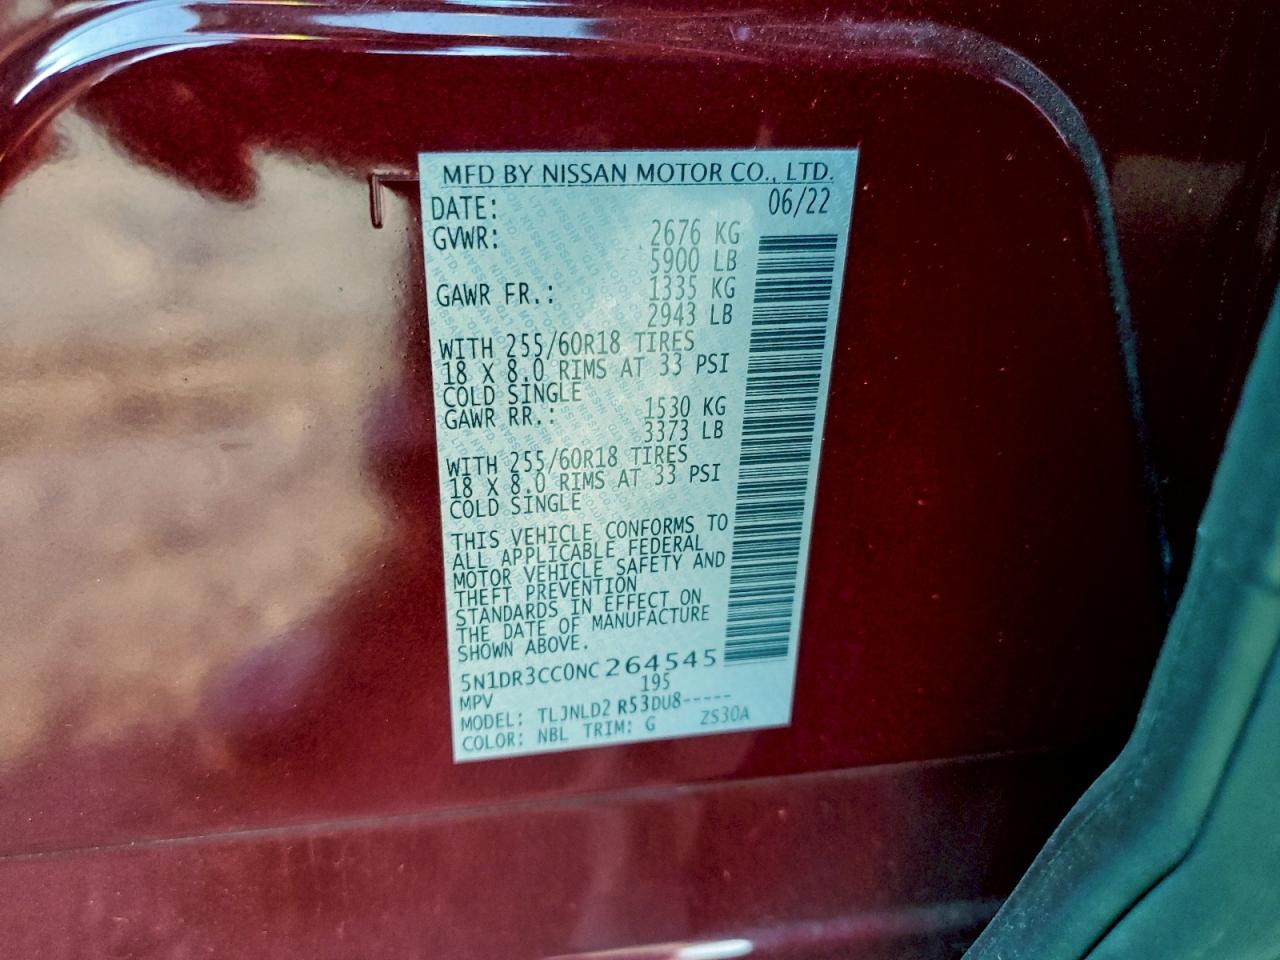 MFD BY NISSAN MOTOR CO., LTD.
DATE: 06/22
GVWR: 2676 KG
5900 LB
GAWR FR.: 1335 KG
2943 LB
WITH 255/60R18 TIRES
18 X 8.0 RIMS AT 33 PSI
COLD SINGLE
GAWR RR.: 1530 KG
3373 LB
WITH 255/60R18 TIRES
18 X 8.0 RIMS AT 33 PSI
COLD SINGLE
THIS VEHICLE CONFORMS TO
ALL APPLICABLE FEDERAL
MOTOR VEHICLE SAFETY AND
THEFT PREVENTION
STANDARDS IN EFFECT ON
THE DATE OF MANUFACTURE
SHOWN ABOVE.
5N1DR3CC0NC264545
MPV 195
MODEL: TLJNLD2 R53DU8-----
COLOR: NBL TRIM: G ZS30A